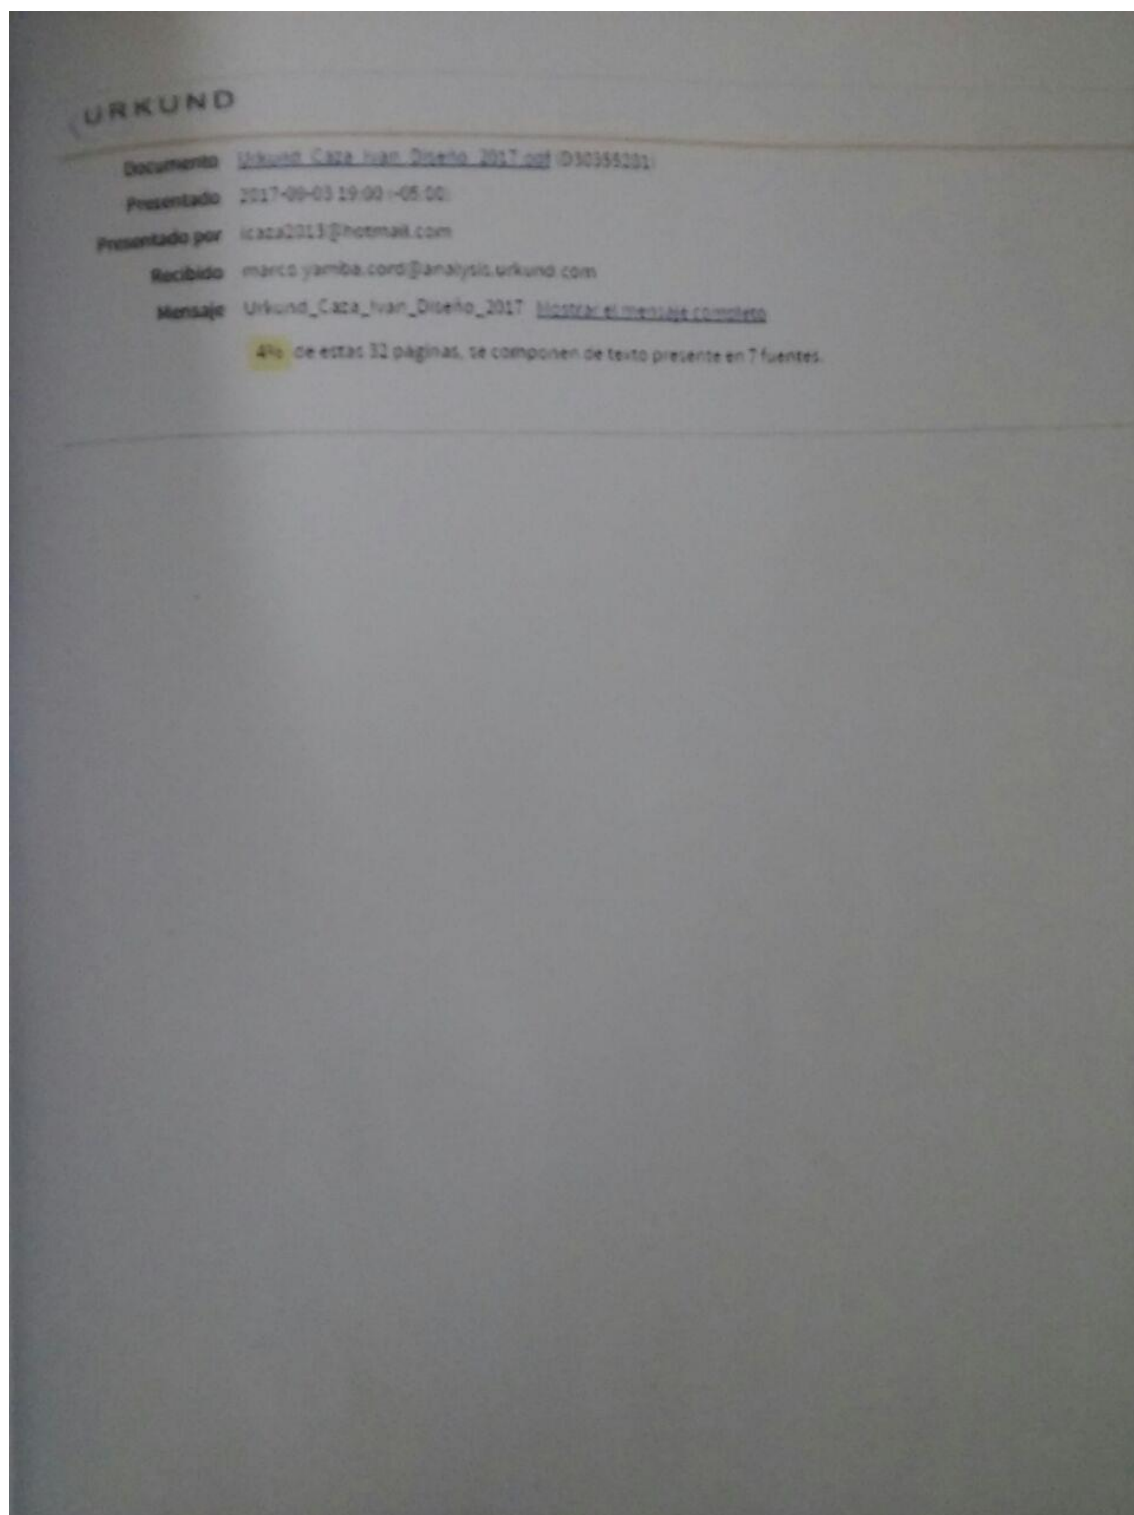 URKUND
Documento Urkund_Caza_Ivan_Diseño_2017.pdf (D30355201)
Presentado 2017-09-03 19:00 (-05:00)
Presentado por icaza2013@hotmail.com
Recibido marco.yamba.cord@analysis.urkund.com
Mensaje Urkund_Caza_Ivan_Diseño_2017 Mostrar el mensaje completo
4% de estas 32 páginas, se componen de texto presente en 7 fuentes.